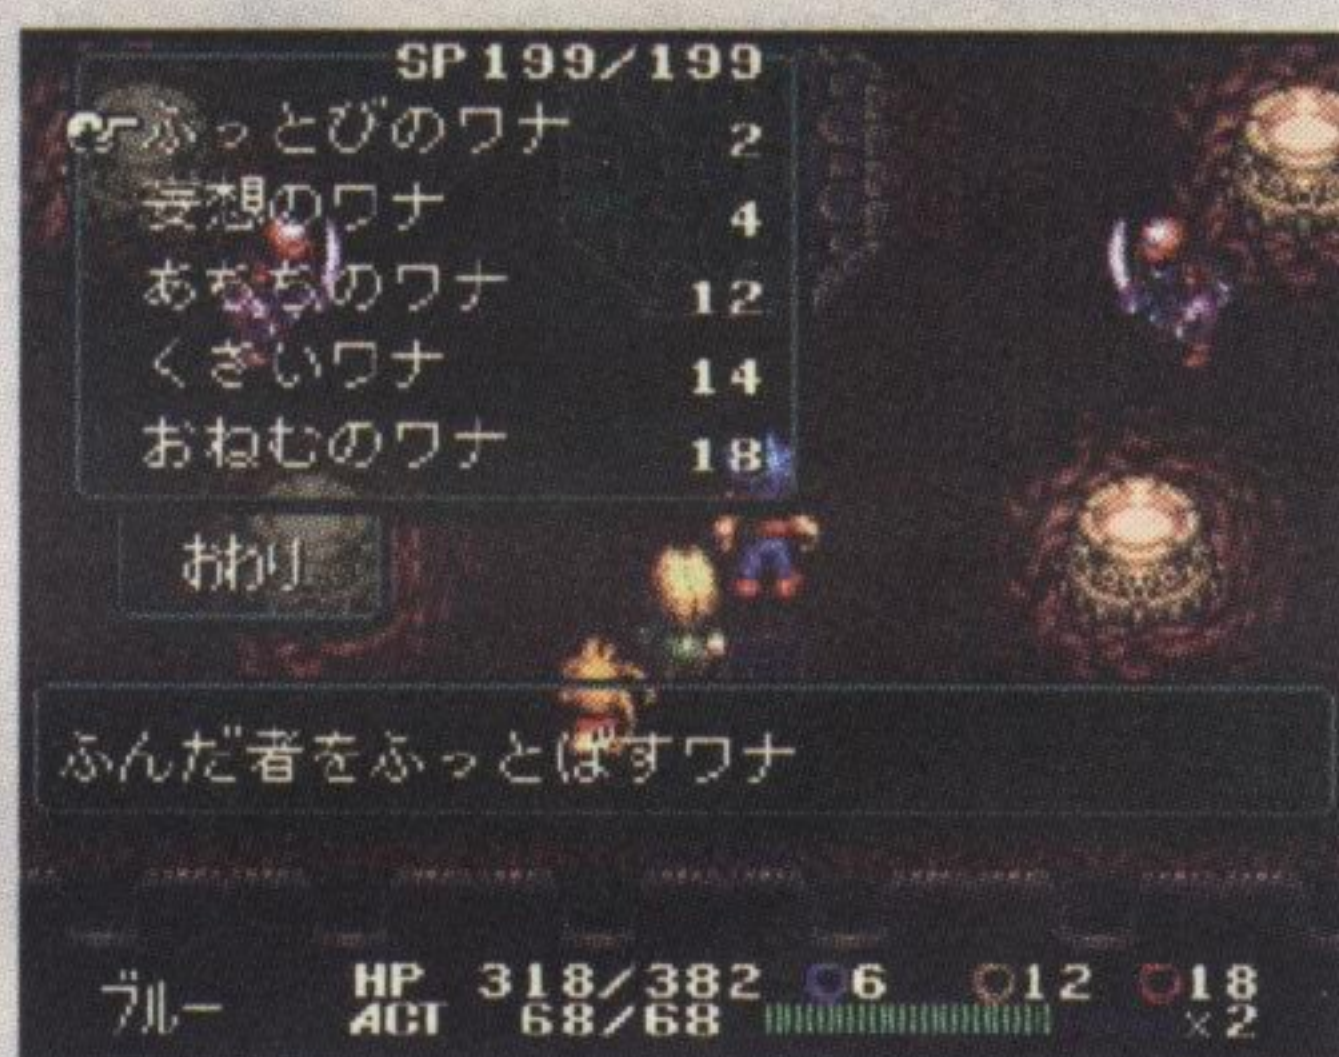 SP199/199
ふっとびのワナ 2
妄想のワナ 4
あちちのワナ 12
くさいワナ 14
おねむのワナ 18
おわり
ふんだ者をふっとばすワナ
ブルー HP 318/382 6 12 18
ACT 68/68 ×2